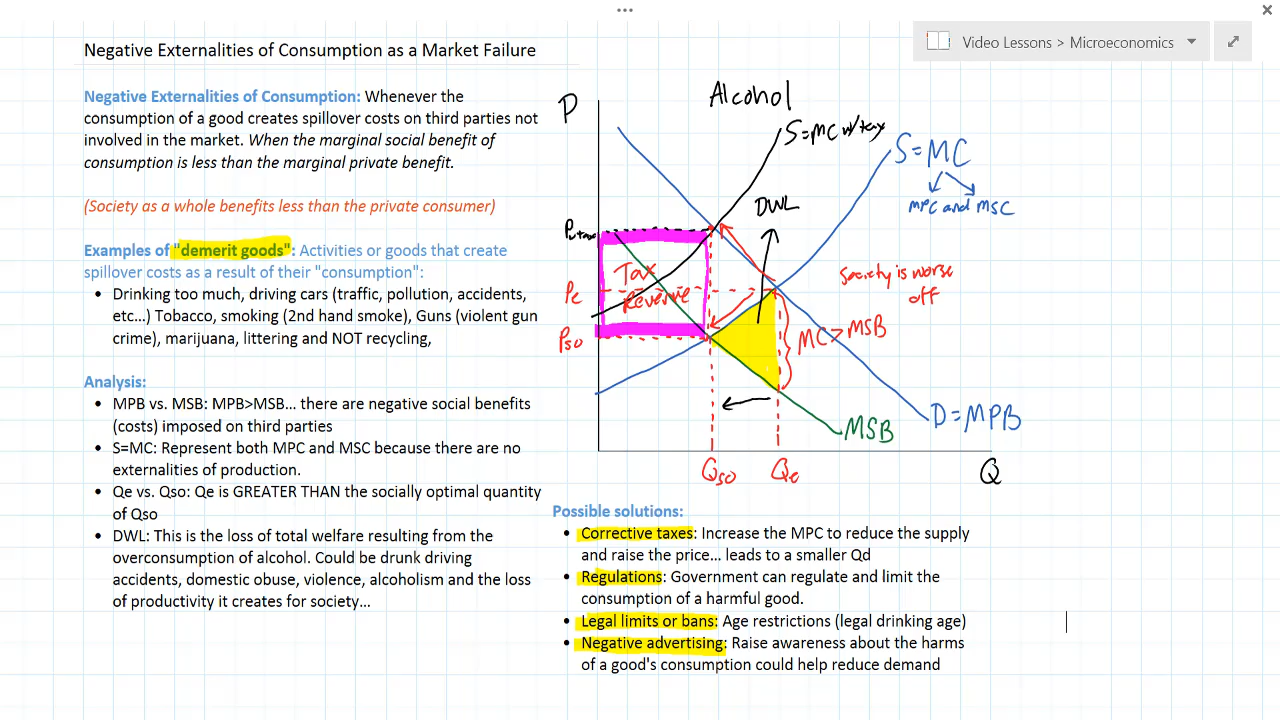 Video Lessons > Microeconomics
Negative Externalities of Consumption as a Market Failure
Negative Externalities of Consumption: Whenever the
consumption of a good creates spillover costs on third parties not
involved in the market. When the marginal social benefit of
consumption is less than the marginal private benefit.
(Society as a whole benefits less than the private consumer)
Examples of "demerit goods": Activities or goods that create
spillover costs as a result of their "consumption":
• Drinking too much, driving cars (traffic, pollution, accidents,
etc...) Tobacco, smoking (2nd hand smoke), Guns (violent gun
crime), marijuana, littering and NOT recycling,
Analysis:
• MPB vs. MSB: MPB>MSB... there are negative social benefits
(costs) imposed on third parties
• S=MC: Represent both MPC and MSC because there are no
externalities of production.
• Qe vs. Qso: Qe is GREATER THAN the socially optimal quantity
of Qso
• DWL: This is the loss of total welfare resulting from the
overconsumption of alcohol. Could be drunk driving
accidents, domestic abuse, violence, alcoholism and the loss
of productivity it creates for society...
Alcohol
P
S=MC w/tax
S=MC
MPC and MSC
DWL
Tax
Revenue
Pe
Pso
Society is worse
off
MC > MSB
MSB
D=MPB
Qso
Qe
Q
Possible solutions:
• Corrective taxes: Increase the MPC to reduce the supply
and raise the price... leads to a smaller Qd
• Regulations: Government can regulate and limit the
consumption of a harmful good.
• Legal limits or bans: Age restrictions (legal drinking age)
• Negative advertising: Raise awareness about the harms
of a good's consumption could help reduce demand